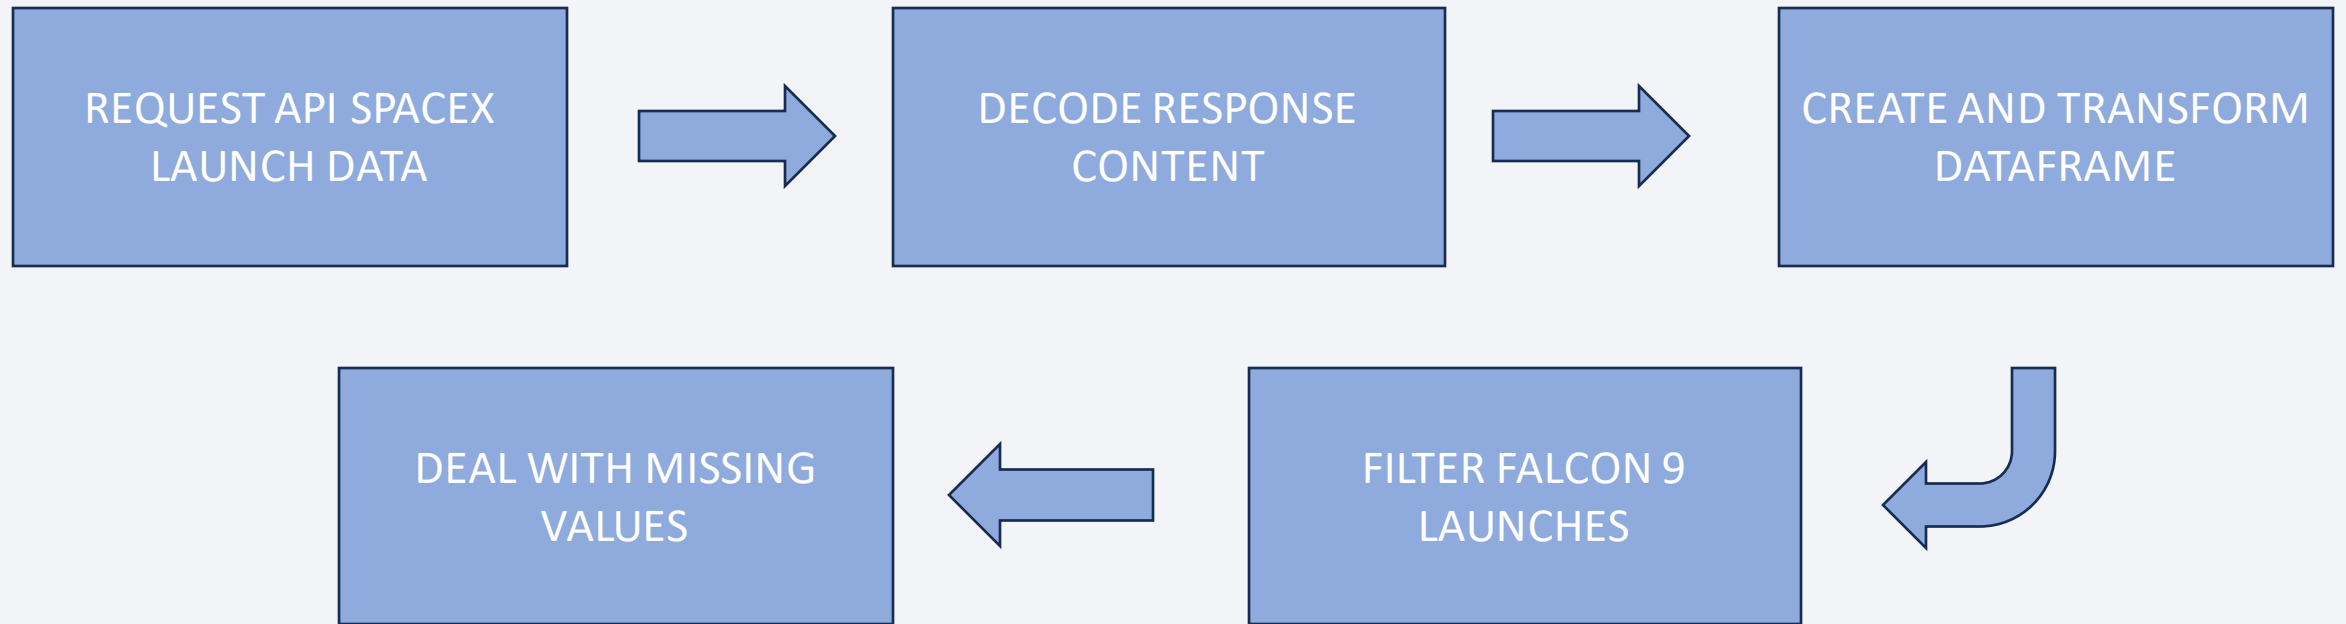 REQUEST API SPACEX
LAUNCH DATA
DECODE RESPONSE
CONTENT
CREATE AND TRANSFORM
DATAFRAME
FILTER FALCON 9
LAUNCHES
DEAL WITH MISSING
VALUES